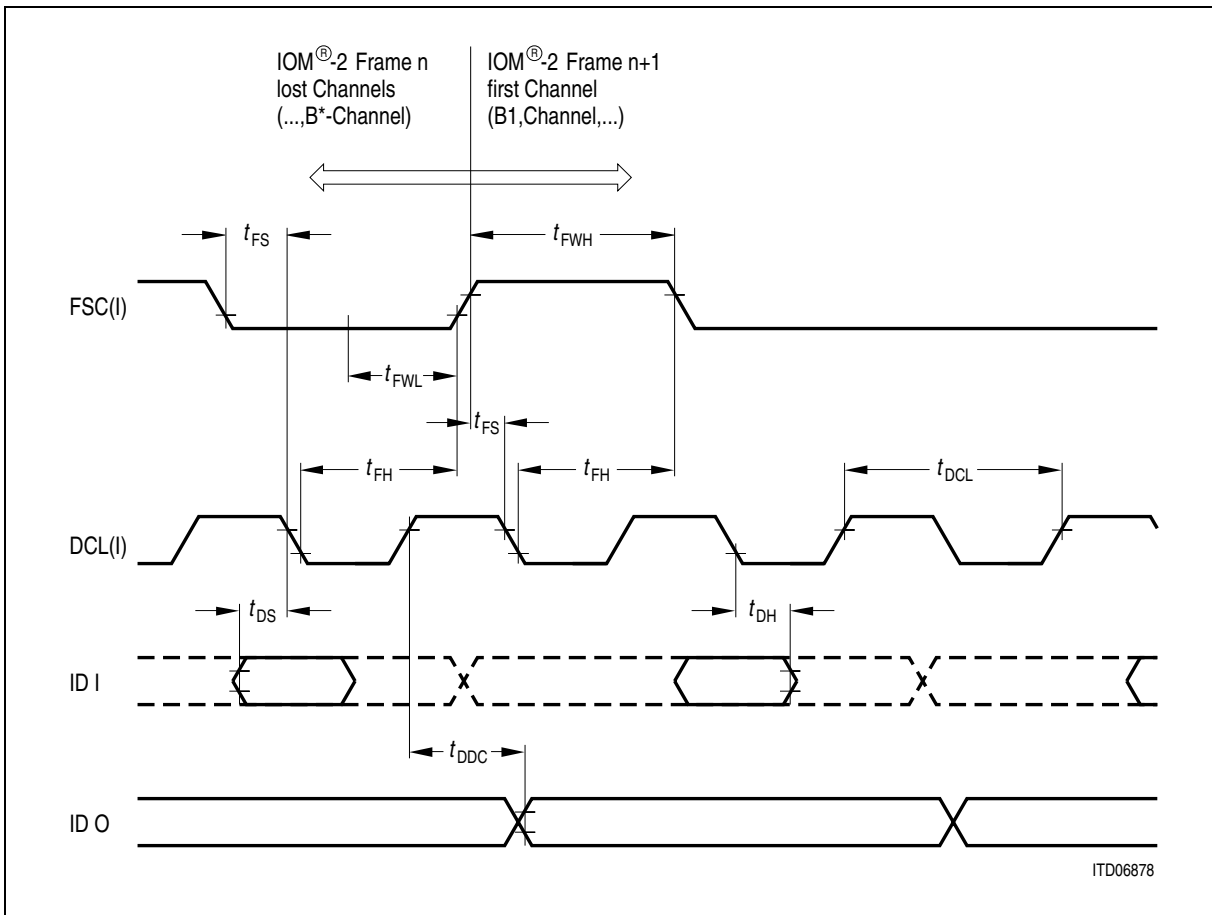 IOM®-2 Frame n
lost Channels
(...,B*-Channel)
IOM®-2 Frame n+1
first Channel
(B1,Channel,...)
tFS
tFWH
FSC(I)
tFWL
tFS
tFH
tFH
tDCL
DCL(I)
tDS
tDH
ID I
tDDC
ID O
ITD06878